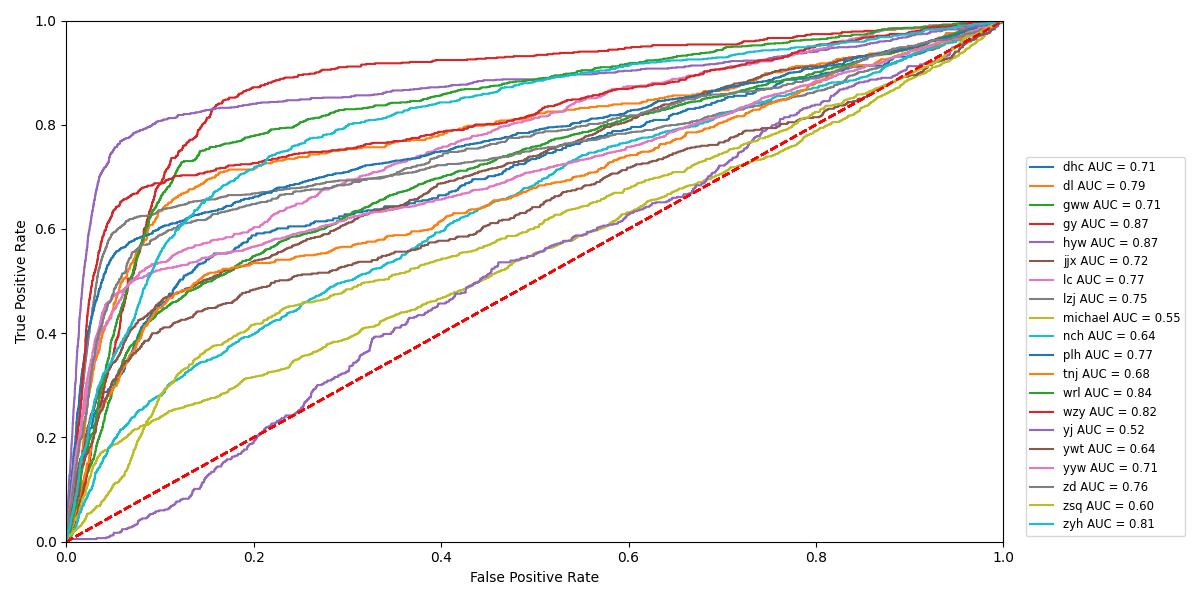 1.0
0.8
0.6
0.4
0.2
0.0
True Positive Rate
0.0 0.2 0.4 0.6 0.8 1.0
False Positive Rate
dhc AUC = 0.71
dl AUC = 0.79
gww AUC = 0.71
gy AUC = 0.87
hyw AUC = 0.87
jjx AUC = 0.72
lc AUC = 0.77
lzj AUC = 0.75
michael AUC = 0.55
nch AUC = 0.64
plh AUC = 0.77
tnj AUC = 0.68
wrl AUC = 0.84
wzy AUC = 0.82
yj AUC = 0.52
ywt AUC = 0.64
yyw AUC = 0.71
zd AUC = 0.76
zsq AUC = 0.60
zyh AUC = 0.81